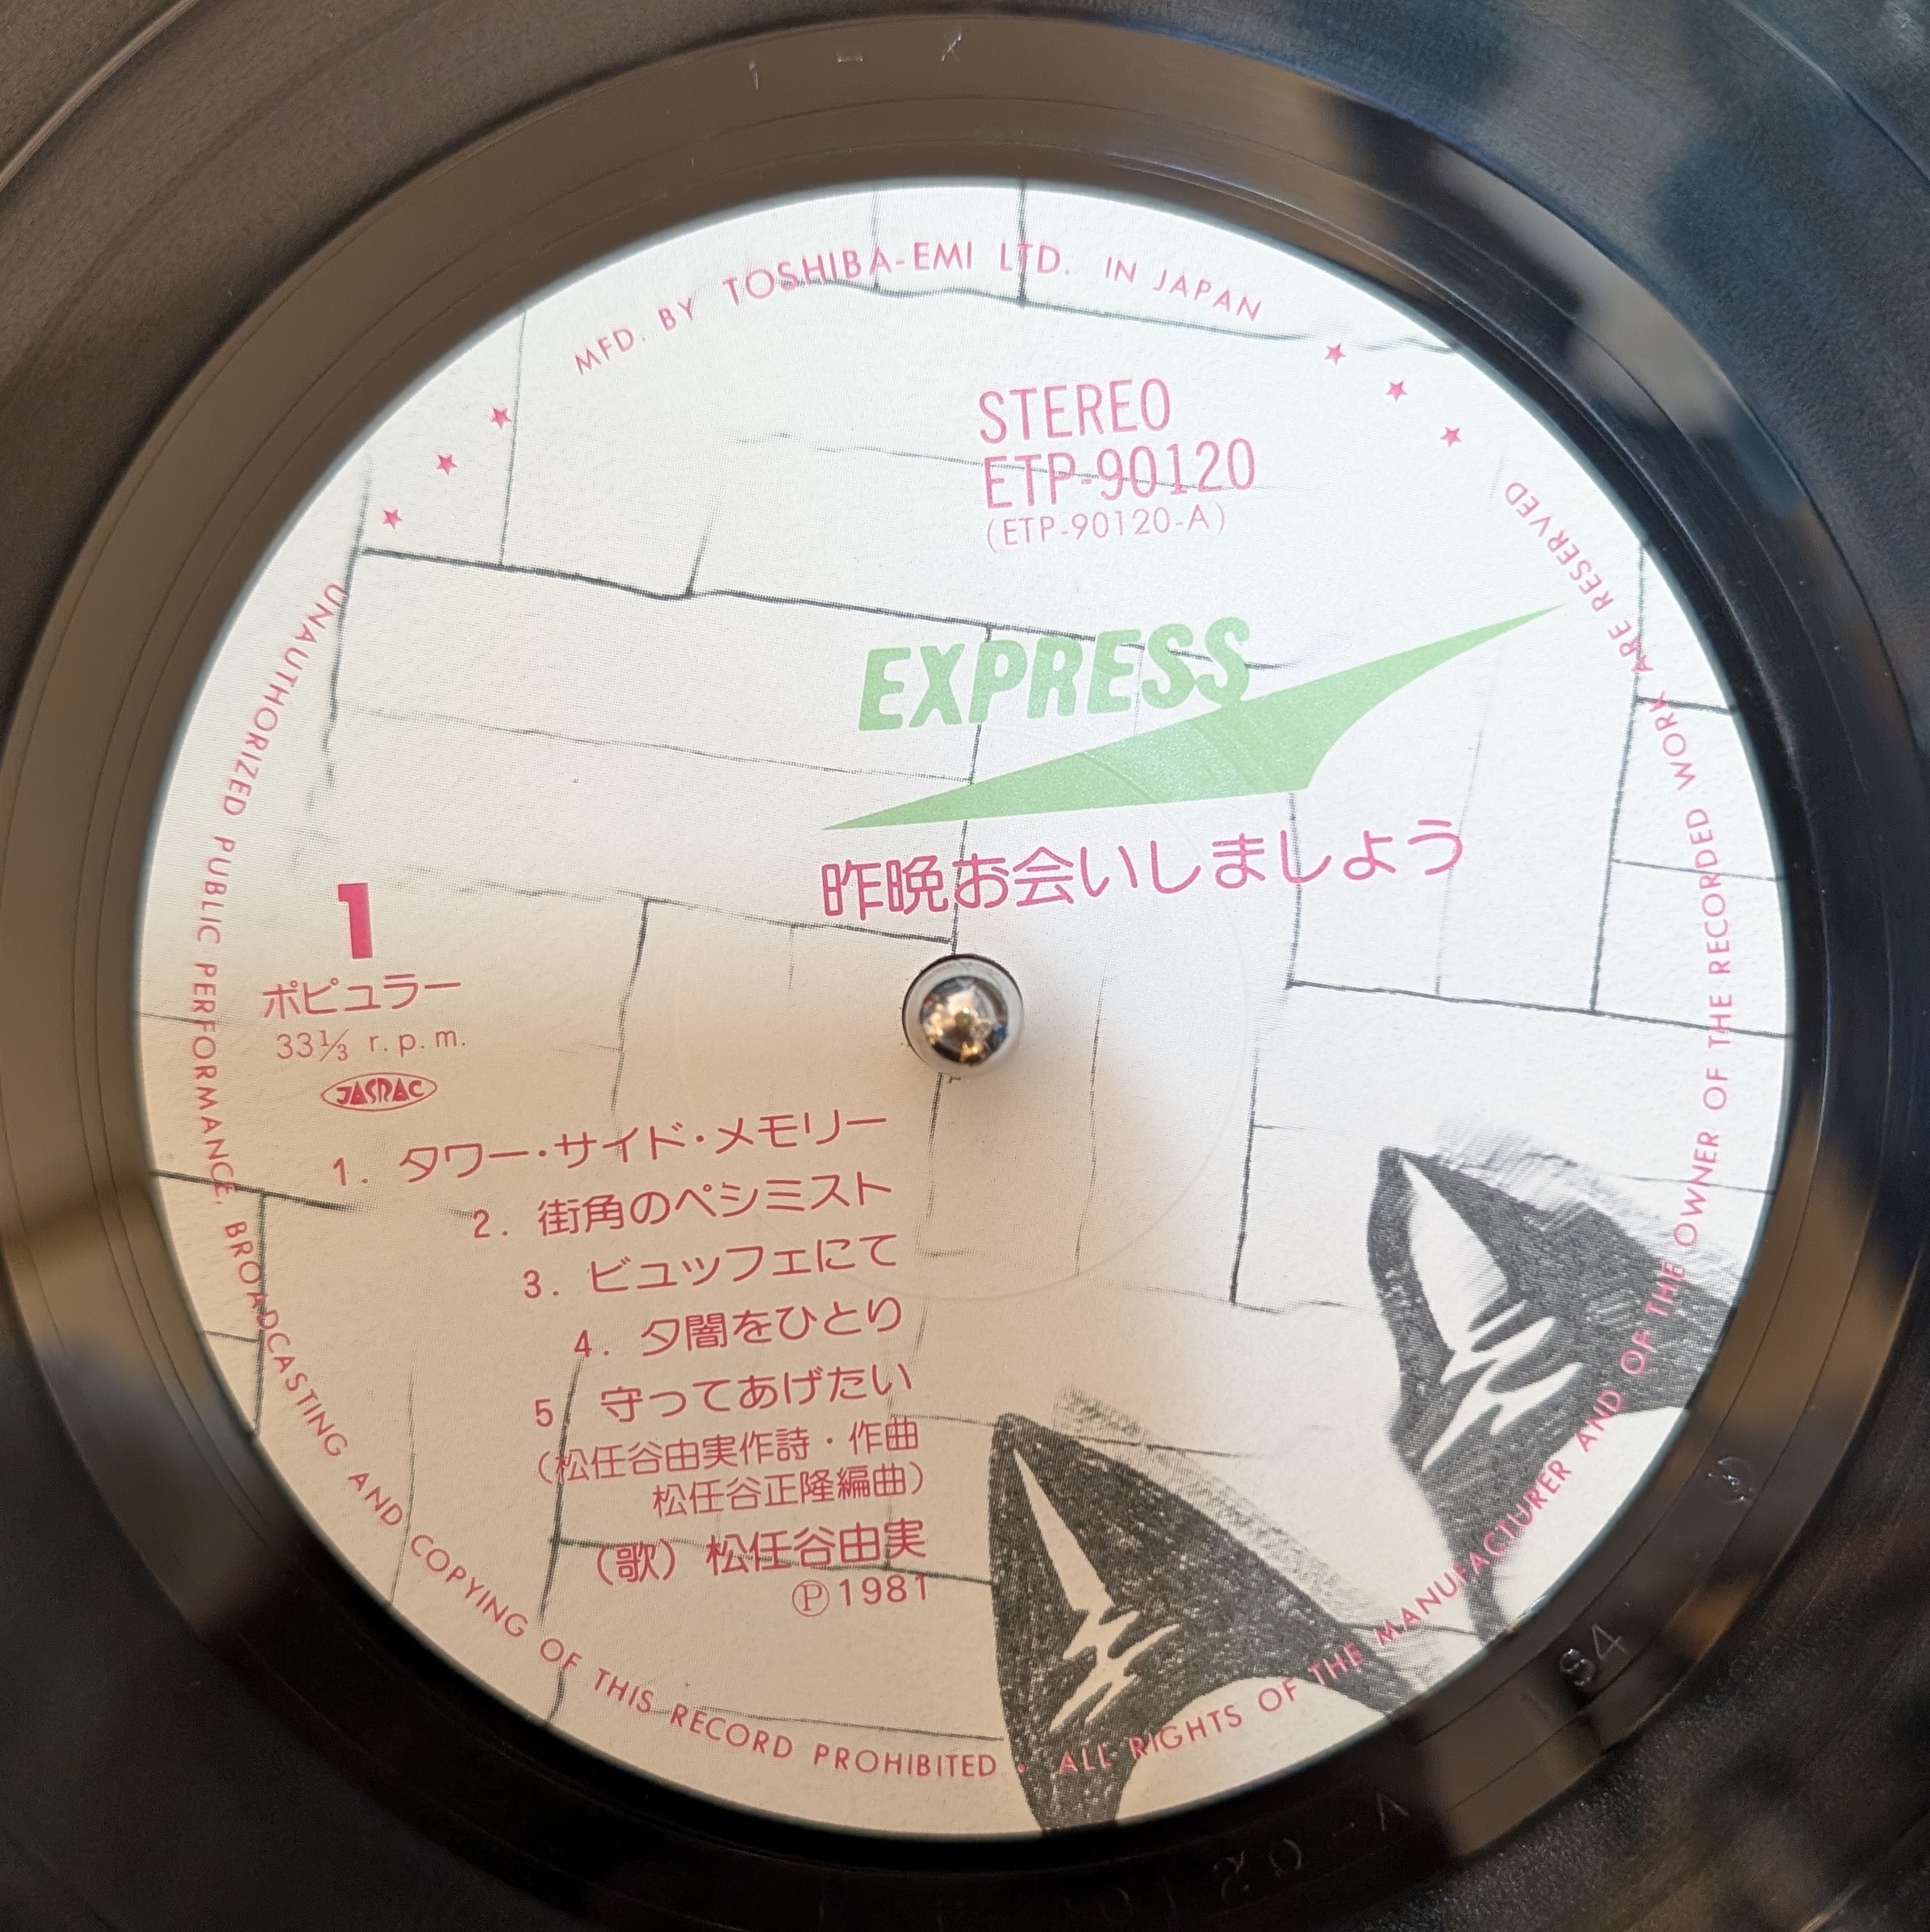 MFD. BY TOSHIBA-EMI LTD. IN JAPAN
STEREO
ETP-90120
(ETP-90120-A)
EXPRESS
昨晩お会いしましょう
1
ポピュラー
33⅓ r.p.m.
JASRAC
1. タワー・サイド・メモリー
2. 街角のペシミスト
3. ビュッフェにて
4. 夕闇をひとり
5. 守ってあげたい
(松任谷由実作詩・作曲
松任谷正隆編曲)
(歌) 松任谷由実
Ⓟ1981
UNAUTHORIZED PUBLIC PERFORMANCE, BROADCASTING AND COPYING OF THIS RECORD PROHIBITED • ALL RIGHTS OF THE MANUFACTURER AND OF THE OWNER OF THE RECORDED WORK ARE RESERVED
S4